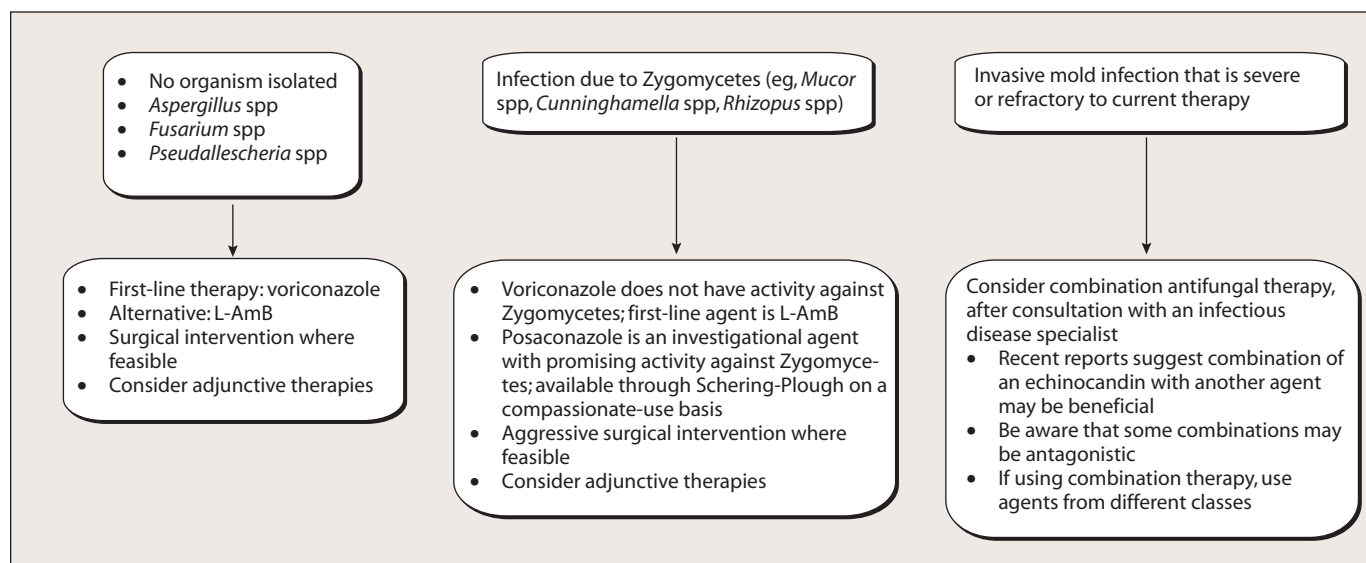 • No organism isolated
• Aspergillus spp
• Fusarium spp
• Pseudallescheria spp
Infection due to Zygomycetes (eg, Mucor
spp, Cunninghamella spp, Rhizopus spp)
Invasive mold infection that is severe
or refractory to current therapy
• First-line therapy: voriconazole
• Alternative: L-AmB
• Surgical intervention where
feasible
• Consider adjunctive therapies
• Voriconazole does not have activity against
Zygomycetes; first-line agent is L-AmB
• Posaconazole is an investigational agent
with promising activity against Zygomyce-
tes; available through Schering-Plough on a
compassionate-use basis
• Aggressive surgical intervention where
feasible
• Consider adjunctive therapies
Consider combination antifungal therapy,
after consultation with an infectious
disease specialist
• Recent reports suggest combination of
an echinocandin with another agent
may be beneficial
• Be aware that some combinations may
be antagonistic
• If using combination therapy, use
agents from different classes